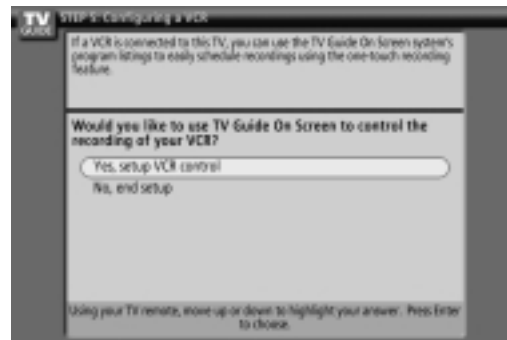 TV
GUIDE
STEP 5: Configuring a VCR
If a VCR is connected to this TV, you can use the TV Guide On Screen system's
program listings to easily schedule recordings using the one-touch recording
feature.
Would you like to use TV Guide On Screen to control the
recording of your VCR?
Yes, setup VCR control
No, end setup
Using your TV remote, move up or down to highlight your answer. Press Enter
to choose.